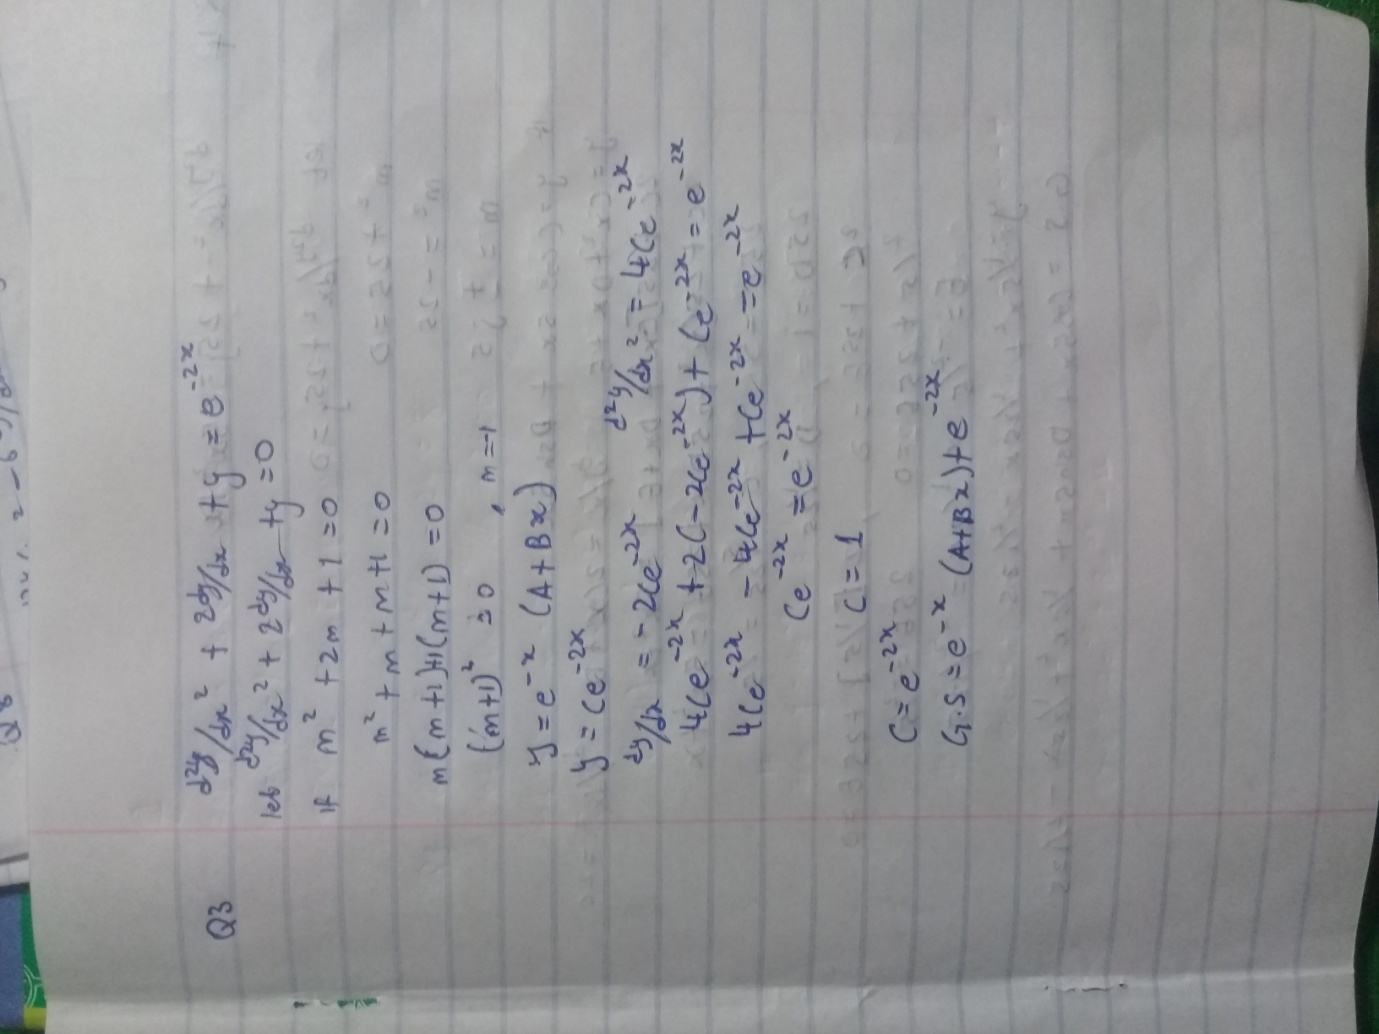 Q3 d²y/dx² + 2dy/dx + y = e⁻²ˣ
let d²y/dx² + 2dy/dx + y = 0
If m² + 2m + 1 = 0
m² + m + m + 1 = 0
m(m+1)+1(m+1) = 0
(m+1)² = 0 , m = -1
y = e⁻ˣ (A + Bx)
y = Ce⁻²ˣ
dy/dx = -2Ce⁻²ˣ d²y/dx² = 4Ce⁻²ˣ
4Ce⁻²ˣ + 2(-2Ce⁻²ˣ) + Ce⁻²ˣ = e⁻²ˣ
4Ce⁻²ˣ - 4Ce⁻²ˣ + Ce⁻²ˣ = e⁻²ˣ
Ce⁻²ˣ = e⁻²ˣ
C = 1
C = e⁻²ˣ
G.S = e⁻ˣ (A+Bx) + e⁻²ˣ